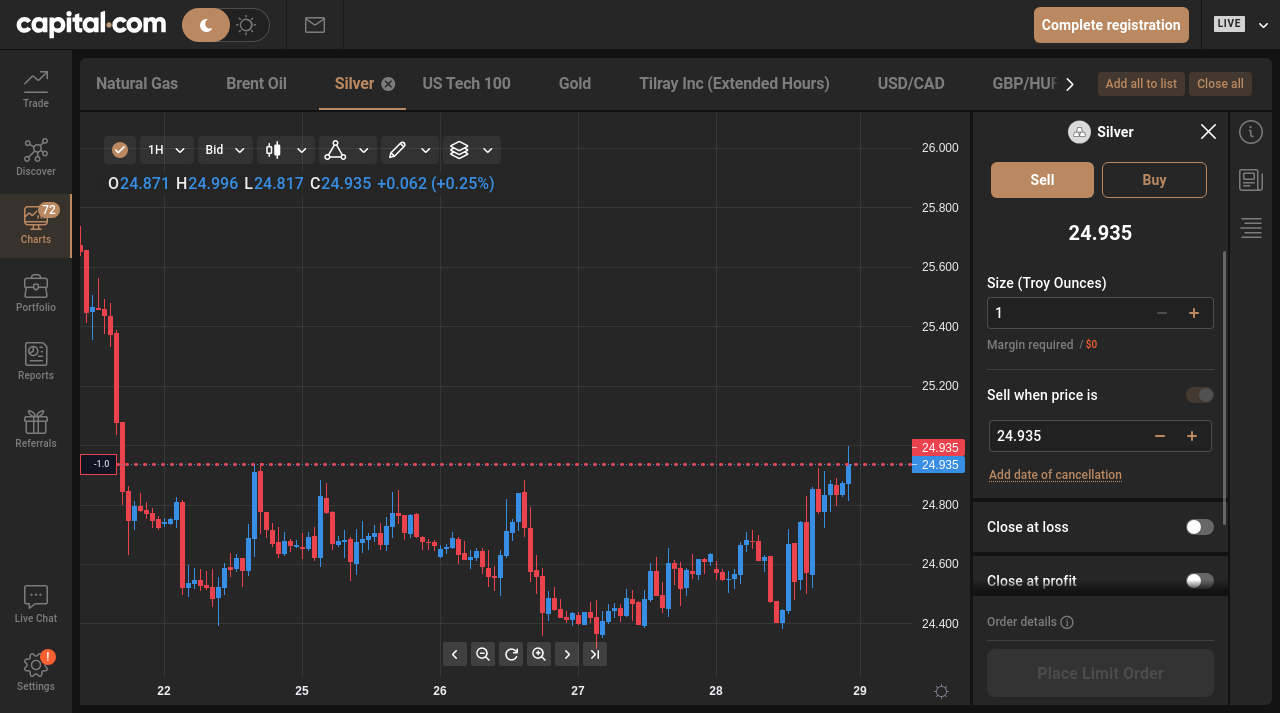 capital.com
Complete registration
LIVE
Trade
Discover
72
Charts
Portfolio
Reports
Referrals
Live Chat
!
Settings
Natural Gas
Brent Oil
Silver
US Tech 100
Gold
Tilray Inc (Extended Hours)
USD/CAD
GBP/HUF
Add all to list
Close all
1H
Bid
O24.871 H24.996 L24.817 C24.935 +0.062 (+0.25%)
26.000
25.800
25.600
25.400
25.200
24.935
24.935
24.800
24.600
24.400
-1.0
22
25
26
27
28
29
Silver
Sell
Buy
24.935
Size (Troy Ounces)
1
Margin required / $0
Sell when price is
24.935
Add date of cancellation
Close at loss
Close at profit
Order details
Place Limit Order